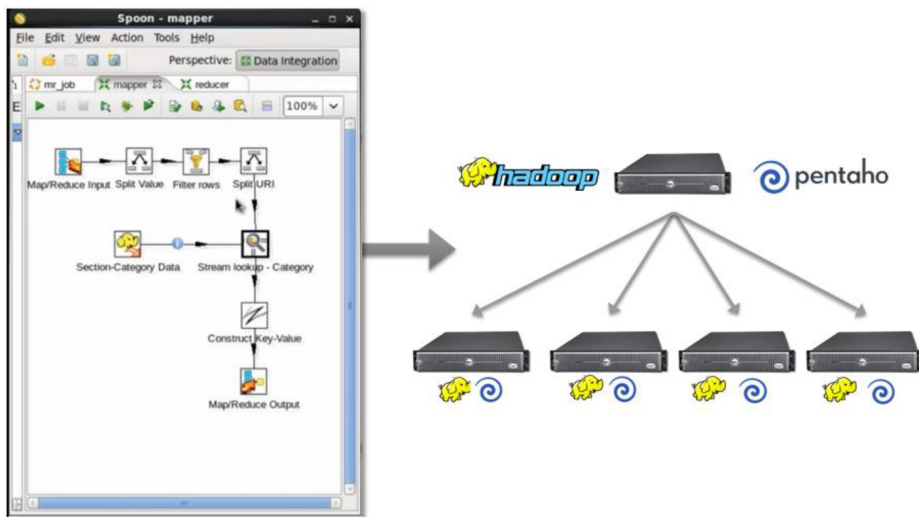 Spoon - mapper
File Edit View Action Tools Help
Perspective: Data Integration
mr_job mapper reducer
100%
Map/Reduce Input Split Value Filter rows Split URI
Section-Category Data Stream lookup - Category
Construct Key-Value
Map/Reduce Output
hadoop
pentaho